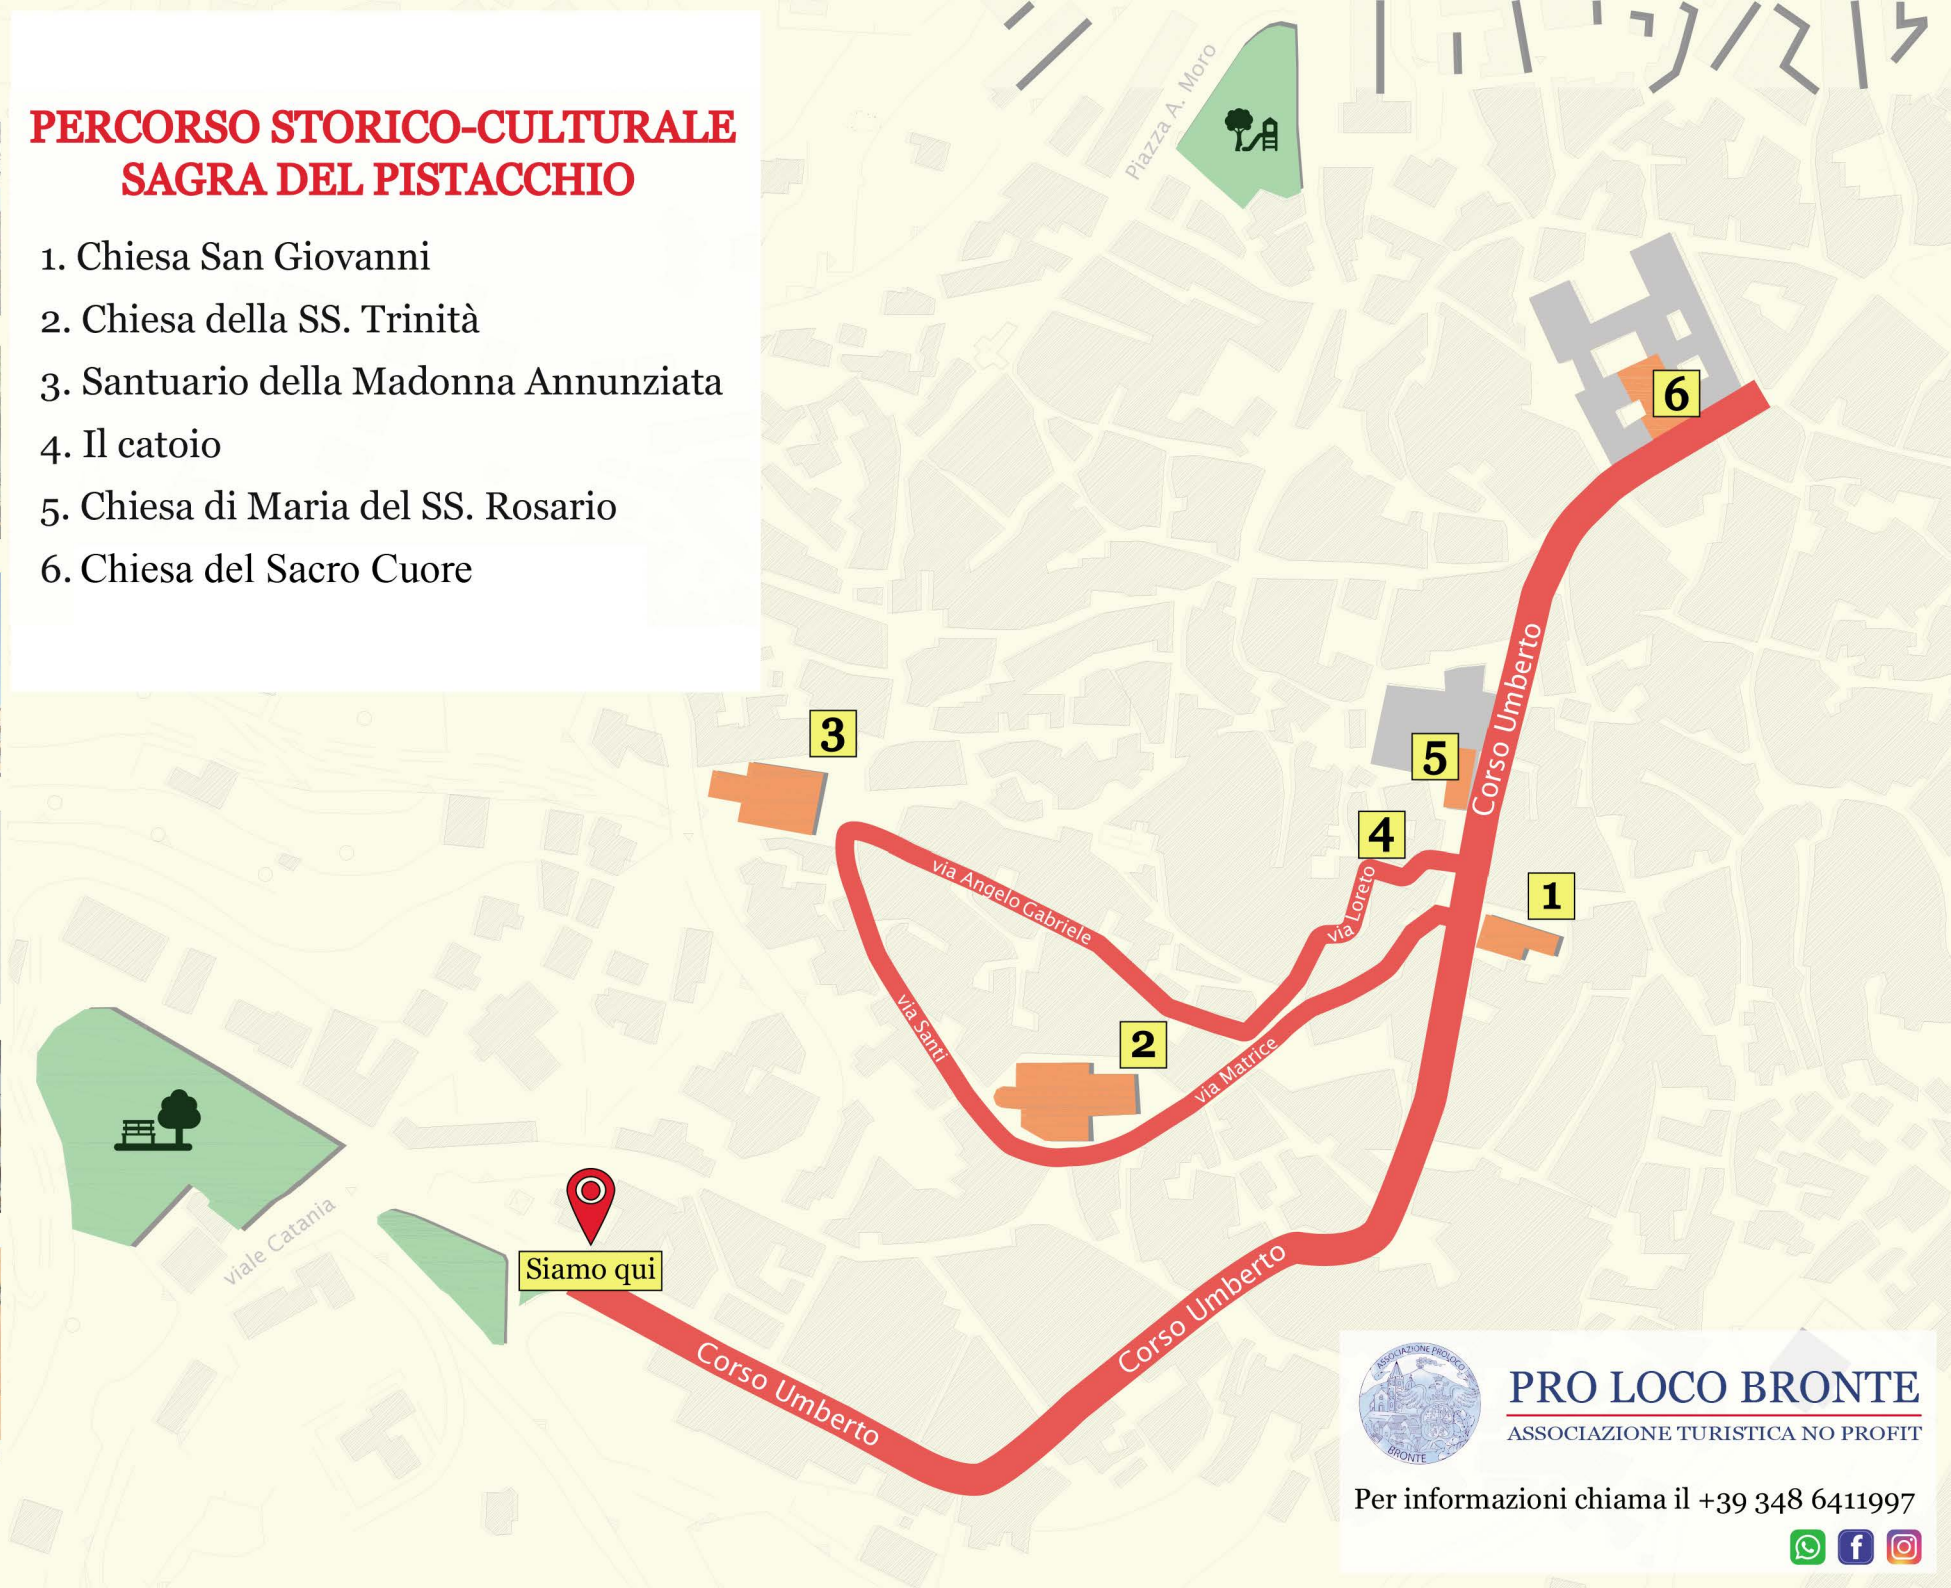 PERCORSO STORICO-CULTURALE
SAGRA DEL PISTACCHIO
1. Chiesa San Giovanni
2. Chiesa della SS. Trinità
3. Santuario della Madonna Annunziata
4. Il catoio
5. Chiesa di Maria del SS. Rosario
6. Chiesa del Sacro Cuore
Piazza A. Moro
6
Corso Umberto
3
5
4
1
via Angelo Gabriele
via Loreto
via Santi
2
via Matrice
viale Catania
Siamo qui
Corso Umberto
Corso Umberto
ASSOCIAZIONE PROLOCO
BRONTE
PRO LOCO BRONTE
ASSOCIAZIONE TURISTICA NO PROFIT
Per informazioni chiama il +39 348 6411997